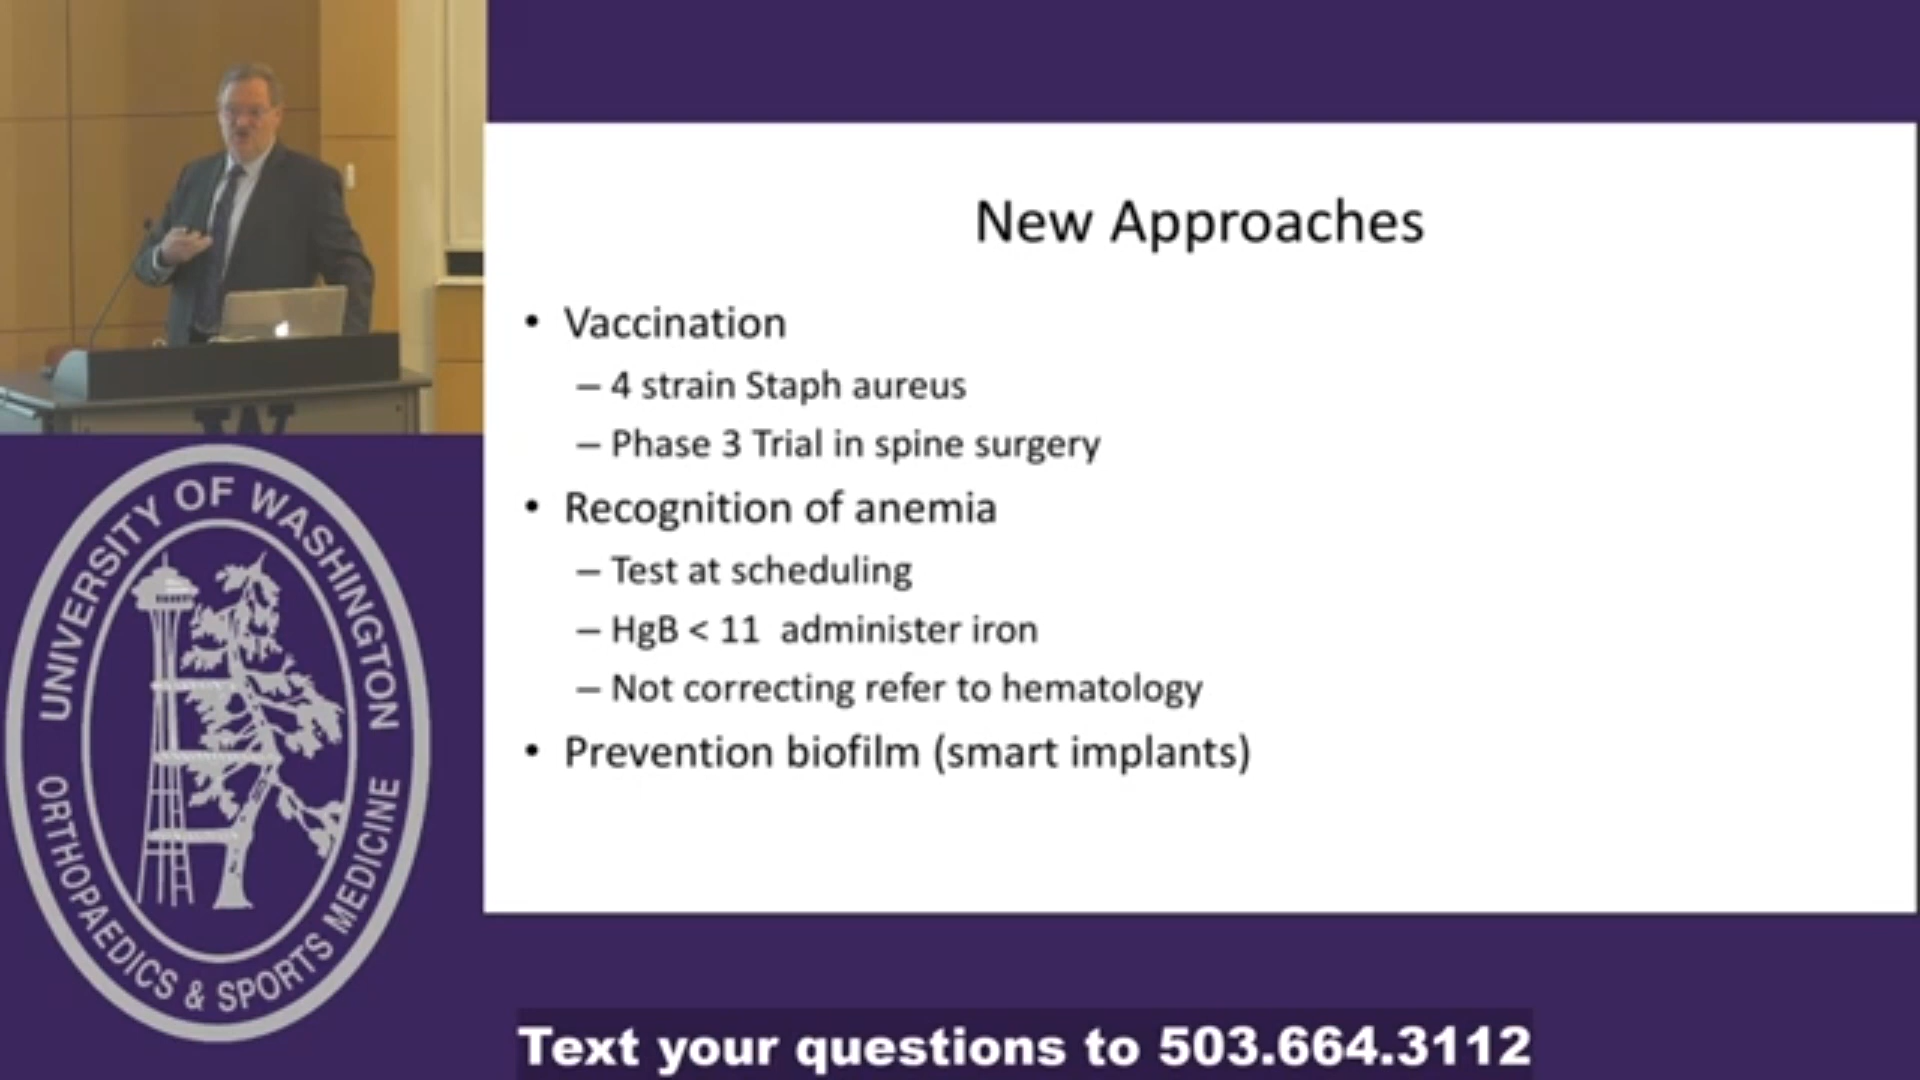 New Approaches
• Vaccination
– 4 strain Staph aureus
– Phase 3 Trial in spine surgery
• Recognition of anemia
– Test at scheduling
– HgB < 11  administer iron
– Not correcting refer to hematology
• Prevention biofilm (smart implants)
UNIVERSITY OF WASHINGTON
ORTHOPAEDICS & SPORTS MEDICINE
Text your questions to 503.664.3112